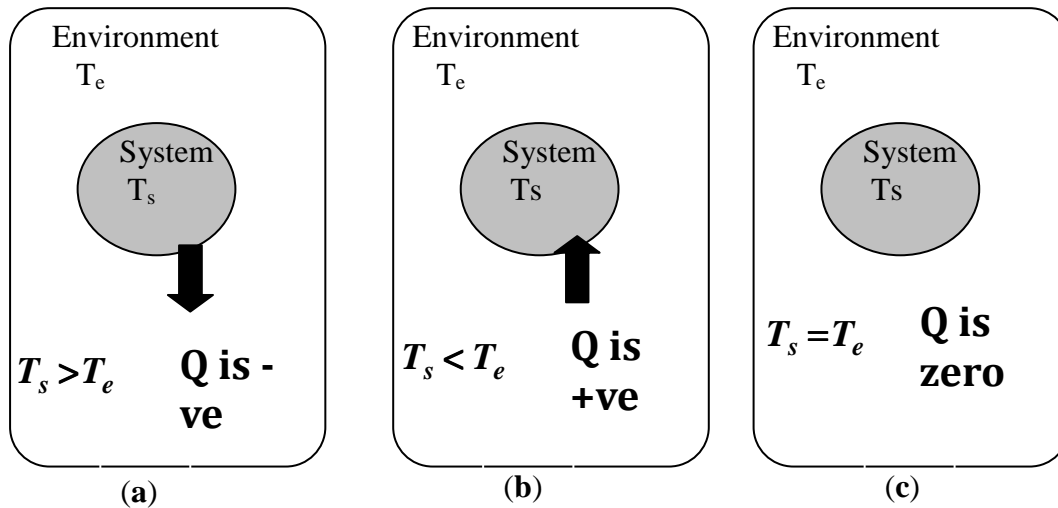 Environment
Tₑ
System
Tₛ
Tₛ > Tₑ
Q is -
ve
(a)
Environment
Tₑ
System
Ts
Tₛ < Tₑ
Q is
+ve
(b)
Environment
Tₑ
System
Ts
Tₛ = Tₑ
Q is
zero
(c)